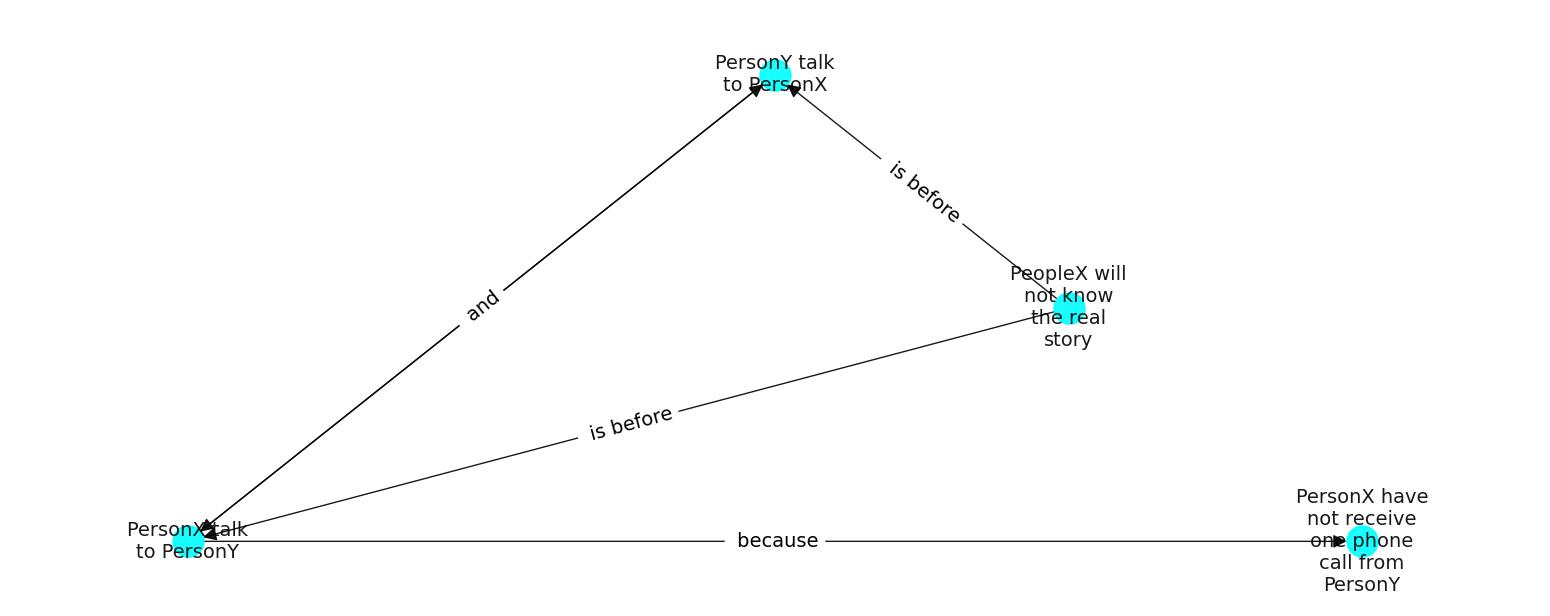 PersonY talk
to PersonX
is before
PeopleX will
not know
the real
story
and
is before
PersonX talk
to PersonY
because
PersonX have
not receive
one phone
call from
PersonY